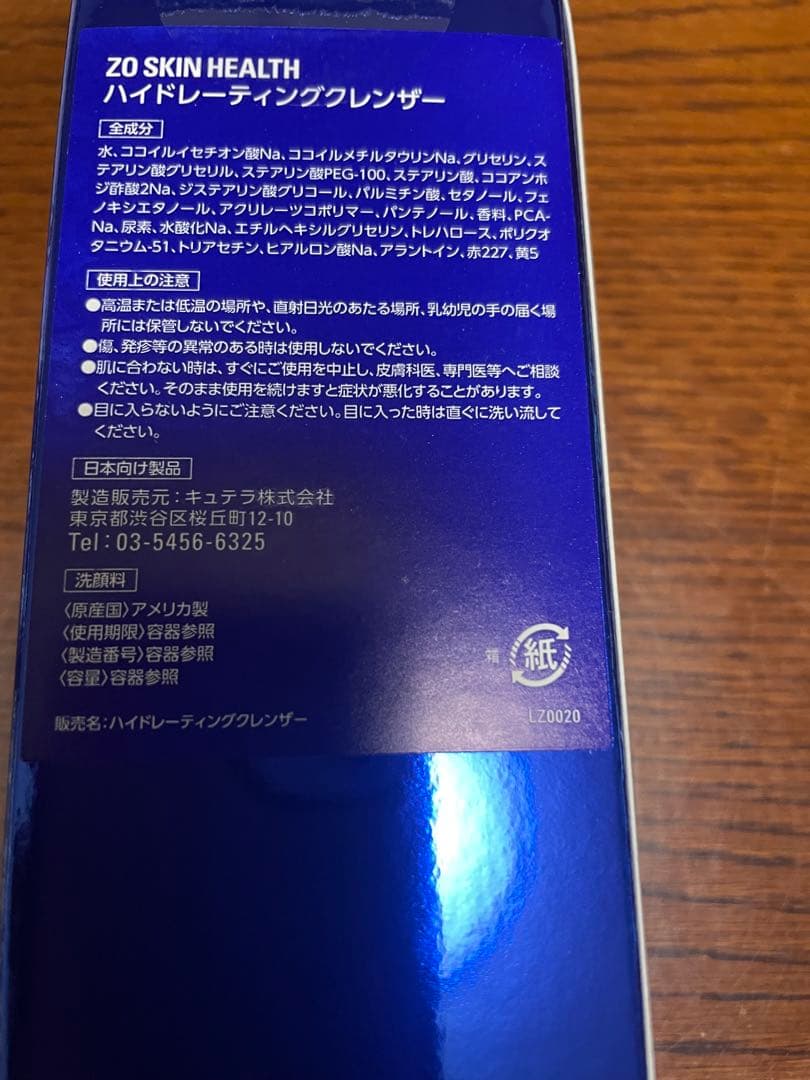 ZO SKIN HEALTH
ハイドレーティングクレンザー
全成分
水、ココイルイセチオン酸Na、ココイルメチルタウリンNa、グリセリン、ス
テアリン酸グリセリル、ステアリン酸PEG-100、ステアリン酸、ココアンホ
ジ酢酸2Na、ジステアリン酸グリコール、パルミチン酸、セタノール、フェ
ノキシエタノール、アクリレーツコポリマー、パンテノール、香料、PCA-
Na、尿素、水酸化Na、エチルヘキシルグリセリン、トレハロース、ポリクオ
タニウム-51、トリアセチン、ヒアルロン酸Na、アラントイン、赤227、黄5
使用上の注意
●高温または低温の場所や、直射日光のあたる場所、乳幼児の手の届く場
所には保管しないでください。
●傷、発疹等の異常のある時は使用しないでください。
●肌に合わない時は、すぐにご使用を中止し、皮膚科医、専門医等へご相談
ください。そのまま使用を続けますと症状が悪化することがあります。
●目に入らないようにご注意ください。目に入った時は直ぐに洗い流して
ください。
日本向け製品
製造販売元：キュテラ株式会社
東京都渋谷区桜丘町12-10
Tel：03-5456-6325
洗顔料
〈原産国〉アメリカ製
〈使用期限〉容器参照
〈製造番号〉容器参照
〈容量〉容器参照
箱 紙
販売名：ハイドレーティングクレンザー
LZ0020